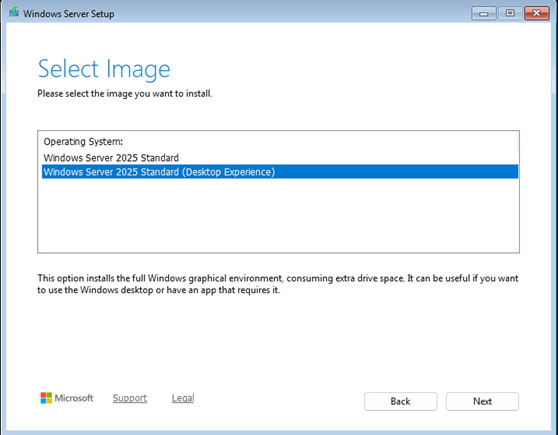 Windows Server Setup
Select Image
Please select the image you want to install.
Operating System:
Windows Server 2025 Standard
Windows Server 2025 Standard (Desktop Experience)
This option installs the full Windows graphical environment, consuming extra drive space. It can be useful if you want
to use the Windows desktop or have an app that requires it.
Microsoft Support Legal Back Next